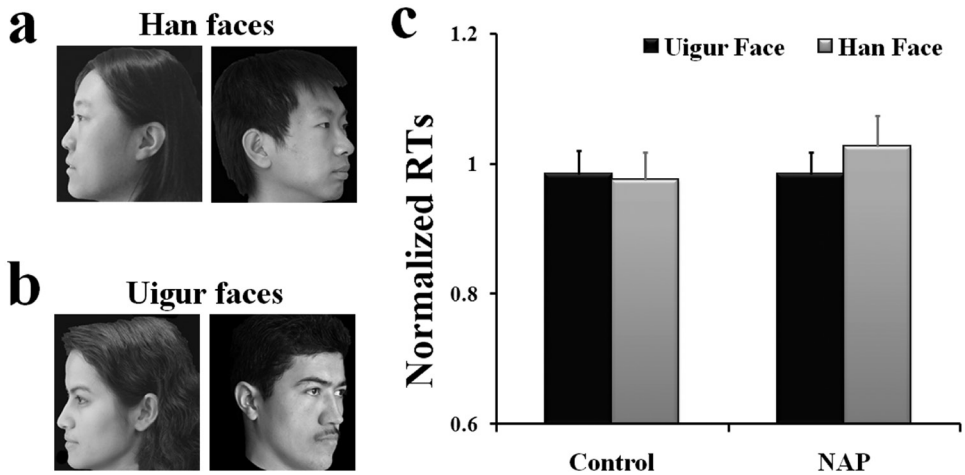 a
Han faces
b
Uigur faces
c
Normalized RTs
1.2
1
0.8
0.6
Uigur Face
Han Face
Control
NAP